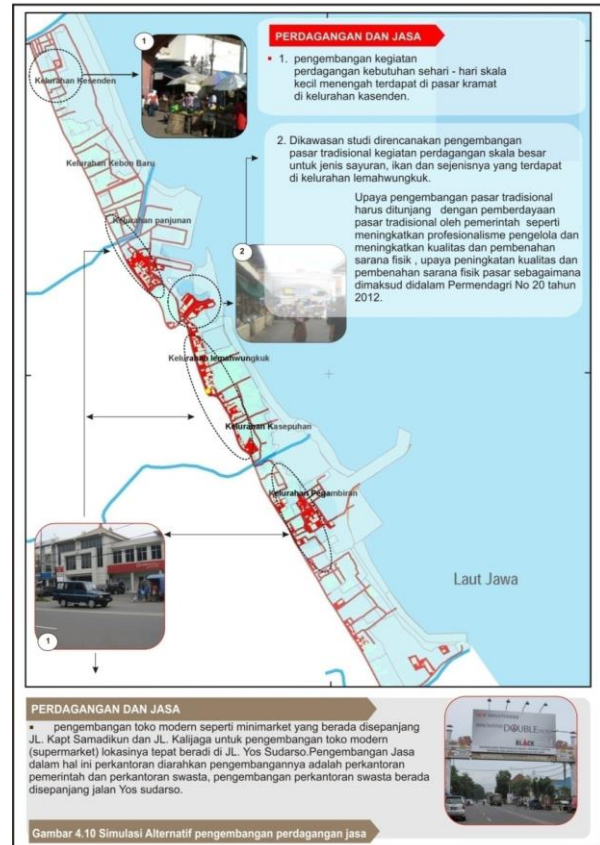 1
Kelurahan Kesenden
Kelurahan Kebon Baru
Kelurahan panjunan
PERDAGANGAN DAN JASA
1. pengembangan kegiatan
perdagangan kebutuhan sehari - hari skala
kecil menengah terdapat di pasar kramat
di kelurahan kasenden.
2. Dikawasan studi direncanakan pengembangan
pasar tradisional kegiatan perdagangan skala besar
untuk jenis sayuran, ikan dan sejenisnya yang terdapat
di kelurahan lemahwungkuk.
Upaya pengembangan pasar tradisional
harus ditunjang dengan pemberdayaan
pasar tradisional oleh pemerintah seperti
meningkatkan profesionalisme pengelola dan
meningkatkan kualitas dan pembenahan
sarana fisik , upaya peningkatan kualitas dan
pembenahan sarana fisik pasar sebagaimana
dimaksud didalam Permendagri No 20 tahun
2012.
2
Kelurahan lemahwungkuk
Kelurahan Kasepuhan
Kelurahan Pegambiran
Laut Jawa
1
PERDAGANGAN DAN JASA
pengembangan toko modern seperti minimarket yang berada disepanjang
JL. Kapt Samadikun dan JL. Kalijaga untuk pengembangan toko modern
(supermarket) lokasinya tepat beradi di JL. Yos Sudarso.Pengembangan Jasa
dalam hal ini perkantoran diarahkan pengembangannya adalah perkantoran
pemerintah dan perkantoran swasta, pengembangan perkantoran swasta berada
disepanjang jalan Yos sudarso.
DOUBLE
BLACK
Gambar 4.10 Simulasi Alternatif pengembangan perdagangan jasa